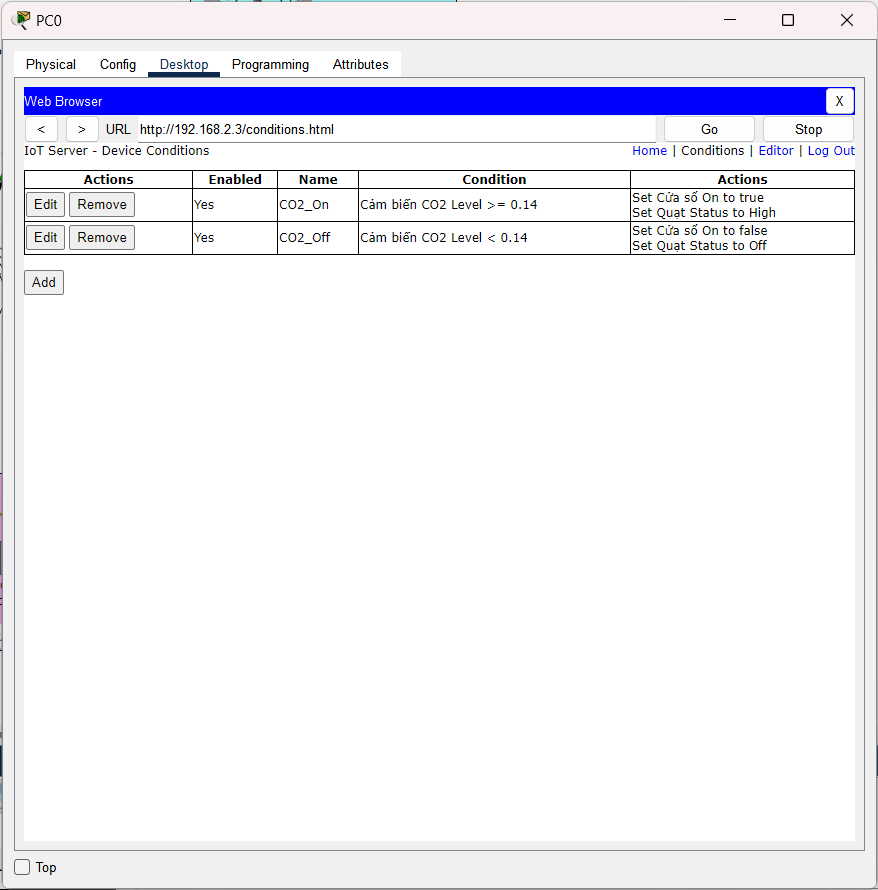 PC0
Physical Config Desktop Programming Attributes
Web Browser X
< > URL http://192.168.2.3/conditions.html Go Stop
IoT Server - Device Conditions Home | Conditions | Editor | Log Out
Actions Enabled Name Condition Actions
Edit Remove Yes CO2_On Cảm biến CO2 Level >= 0.14 Set Cửa sổ On to true
Set Quạt Status to High
Edit Remove Yes CO2_Off Cảm biến CO2 Level < 0.14 Set Cửa sổ On to false
Set Quạt Status to Off
Add
Top